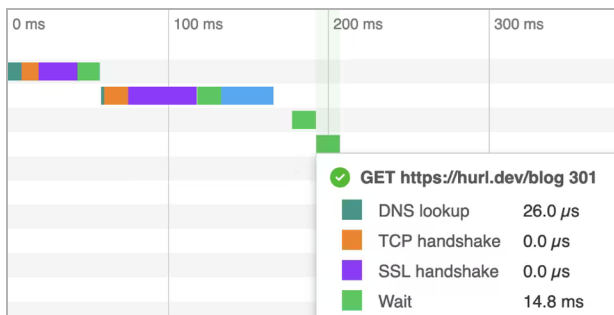 0 ms 100 ms 200 ms 300 ms
GET https://hurl.dev/blog 301
DNS lookup 26.0 µs
TCP handshake 0.0 µs
SSL handshake 0.0 µs
Wait 14.8 ms